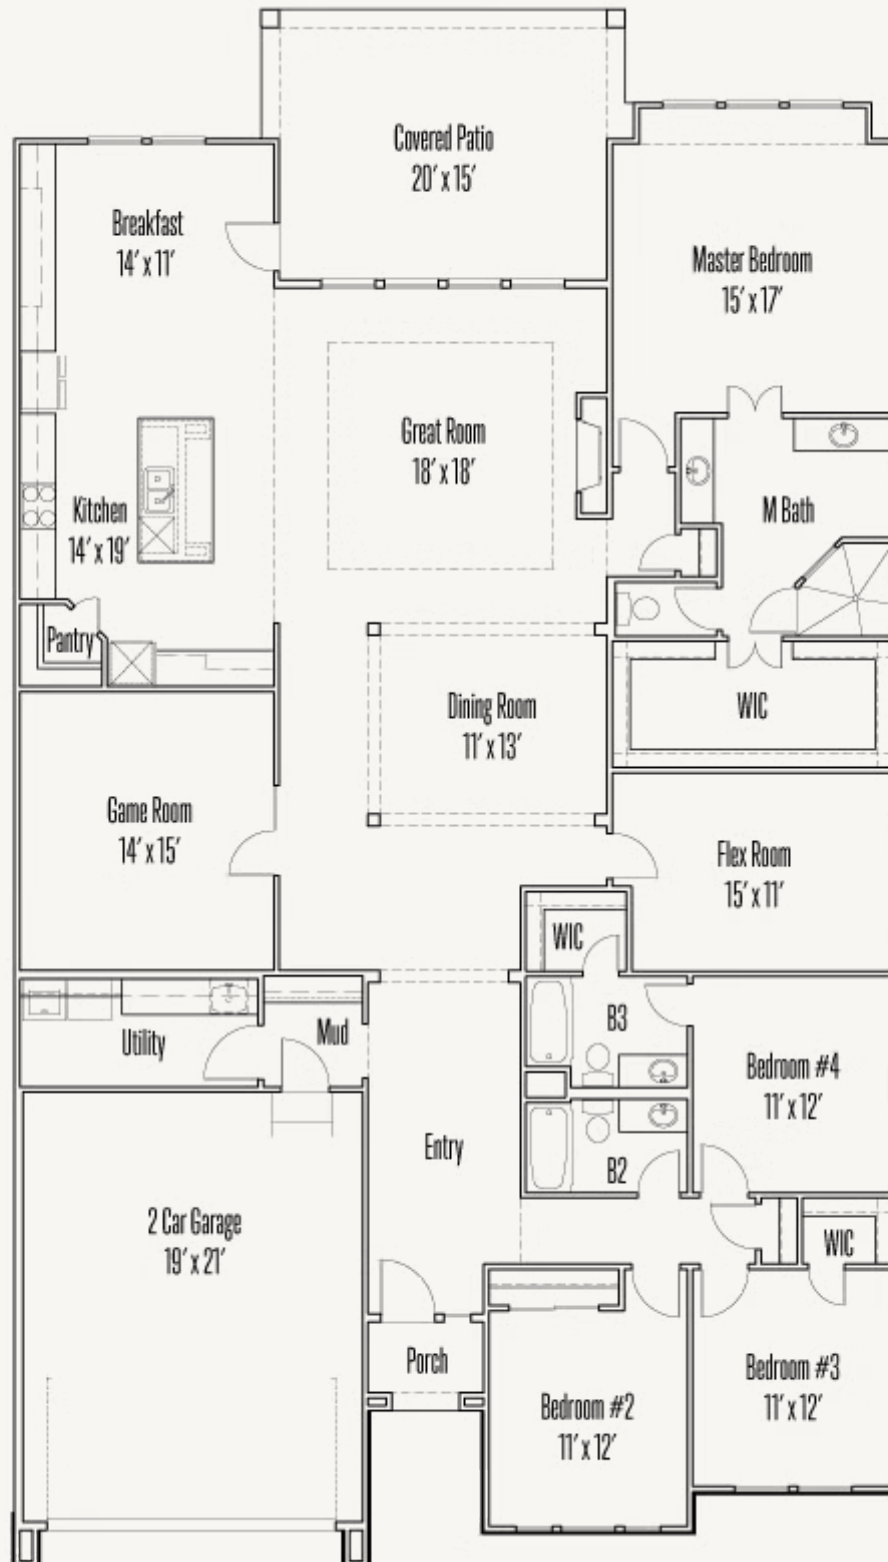 Covered Patio
20' x 15'
Breakfast
14' x 11'
Master Bedroom
15' x 17'
Great Room
18' x 18'
Kitchen
14' x 19'
M Bath
Pantry
Dining Room
11' x 13'
WIC
Game Room
14' x 15'
Flex Room
15' x 11'
WIC
B3
Utility
Mud
Bedroom #4
11' x 12'
Entry
B2
2 Car Garage
19' x 21'
WIC
Porch
Bedroom #3
11' x 12'
Bedroom #2
11' x 12'